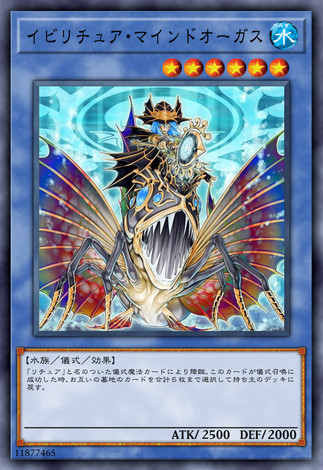 イビリチュア・マインドオーガス
水
【水族／儀式／効果】
「リチュア」と名のついた儀式魔法カードにより降臨。このカードが儀式召喚に
成功した時、お互いの墓地のカードを合計５枚まで選択して持ち主のデッキに
戻す。
ATK/ 2500 DEF/ 2000
11877465